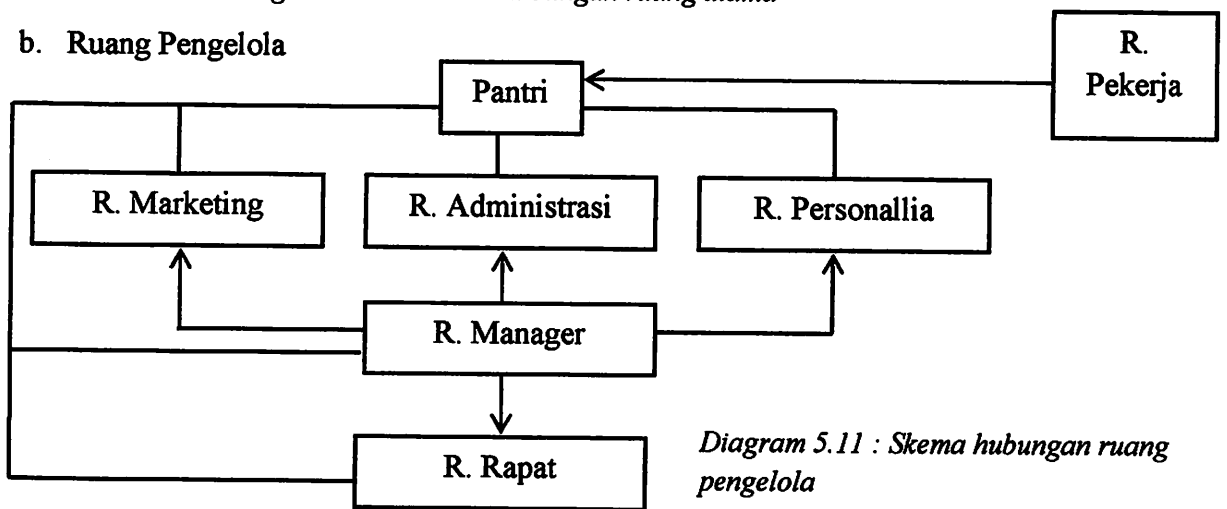 b. Ruang Pengelola
R.
Pekerja
Pantri
R. Marketing
R. Administrasi
R. Personallia
R. Manager
R. Rapat
Diagram 5.11 : Skema hubungan ruang
pengelola